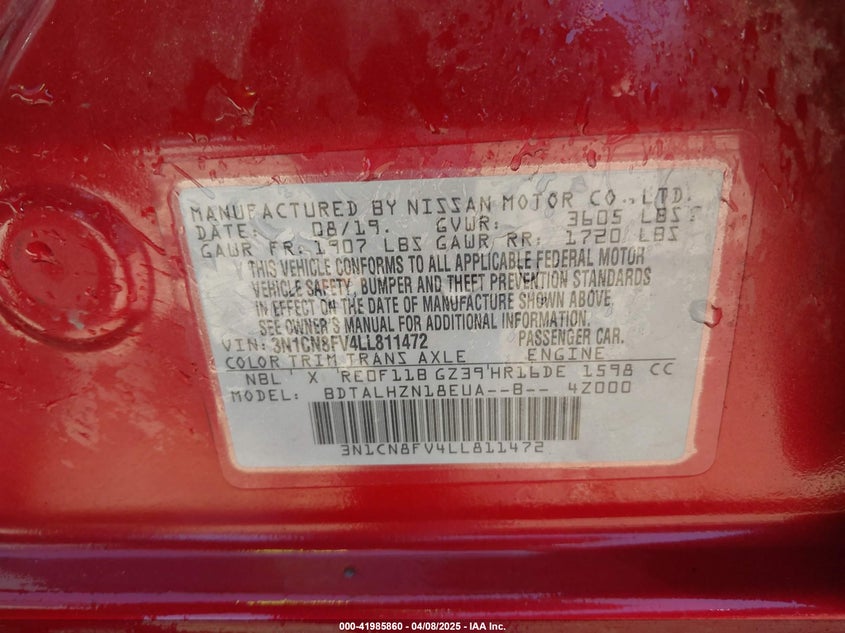 MANUFACTURED BY NISSAN MOTOR CO., LTD.
DATE: 08/19. GVWR: 3605 LBS
GAWR FR: 1907 LBS GAWR RR: 1720 LBS
THIS VEHICLE CONFORMS TO ALL APPLICABLE FEDERAL MOTOR
VEHICLE SAFETY, BUMPER AND THEFT PREVENTION STANDARDS
IN EFFECT ON THE DATE OF MANUFACTURE SHOWN ABOVE.
SEE OWNER'S MANUAL FOR ADDITIONAL INFORMATION.
VIN: 3N1CN8FV4LL811472 PASSENGER CAR.
COLOR TRIM TRANS AXLE ENGINE
NBL X RE0F11B GZ39 HR16DE 1598 CC
MODEL: BDTALHZN18EUA--B-- 4Z000
3N1CN8FV4LL811472
000-41985860 - 04/08/2025 - IAA Inc.